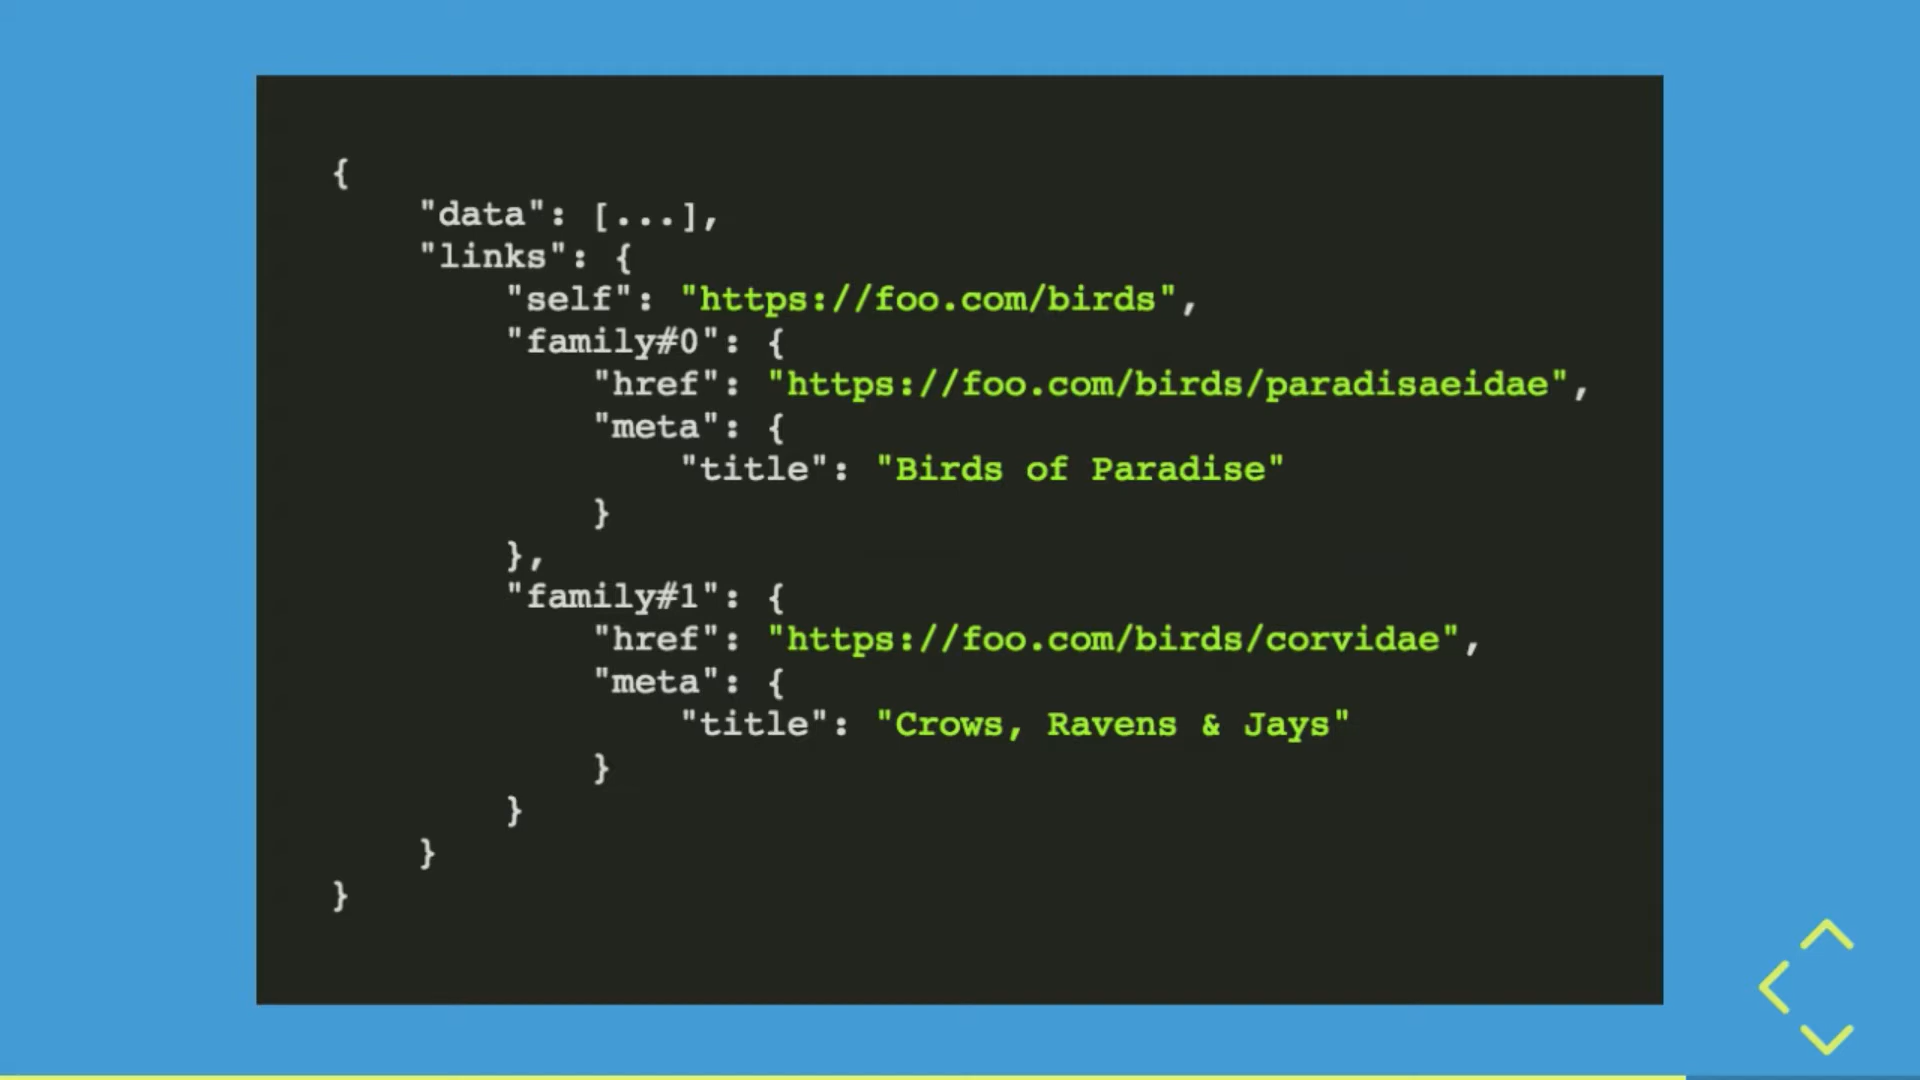 {
"data": [...],
"links": {
"self": "https://foo.com/birds",
"family#0": {
"href": "https://foo.com/birds/paradisaeidae",
"meta": {
"title": "Birds of Paradise"
}
},
"family#1": {
"href": "https://foo.com/birds/corvidae",
"meta": {
"title": "Crows, Ravens & Jays"
}
}
}
}